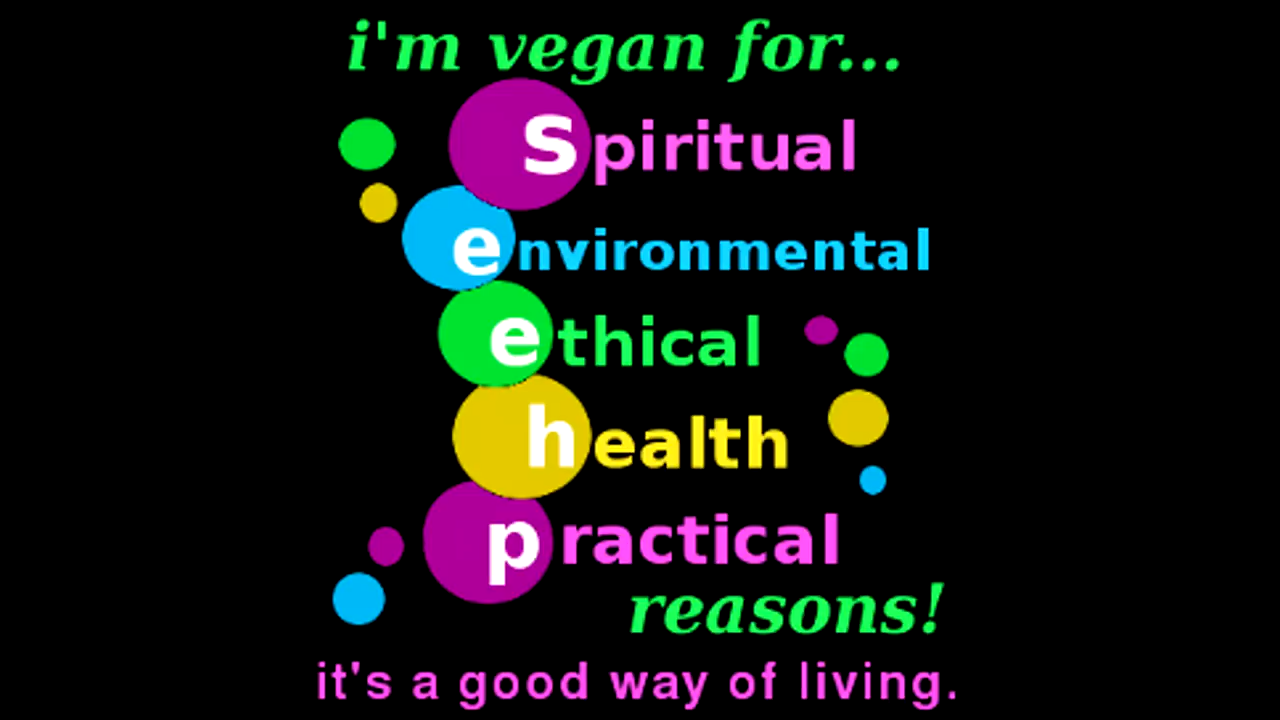 i'm vegan for...
Spiritual
environmental
ethical
health
practical
reasons!
it's a good way of living.